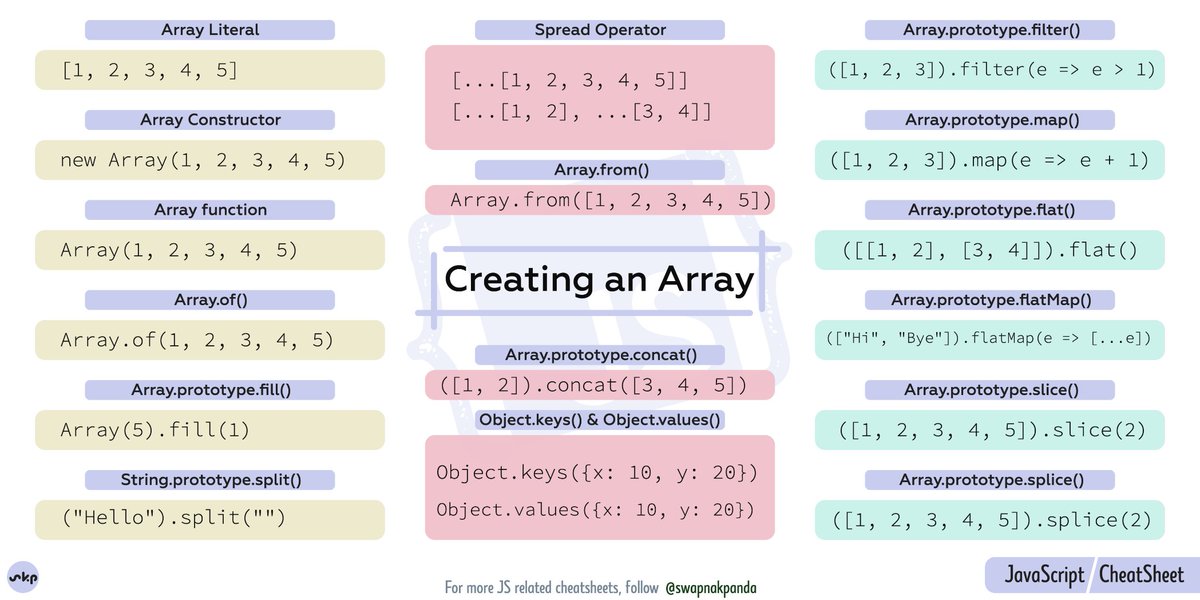 Array Literal
[1, 2, 3, 4, 5]
Array Constructor
new Array(1, 2, 3, 4, 5)
Array function
Array(1, 2, 3, 4, 5)
Array.of()
Array.of(1, 2, 3, 4, 5)
Array.prototype.fill()
Array(5).fill(1)
String.prototype.split()
("Hello").split("")
Spread Operator
[...[1, 2, 3, 4, 5]]
[...[1, 2], ...[3, 4]]
Array.from()
Array.from([1, 2, 3, 4, 5])
Creating an Array
JS
Array.prototype.concat()
([1, 2]).concat([3, 4, 5])
Object.keys() & Object.values()
Object.keys({x: 10, y: 20})
Object.values({x: 10, y: 20})
Array.prototype.filter()
([1, 2, 3]).filter(e => e > 1)
Array.prototype.map()
([1, 2, 3]).map(e => e + 1)
Array.prototype.flat()
([[1, 2], [3, 4]]).flat()
Array.prototype.flatMap()
(["Hi", "Bye"]).flatMap(e => [...e])
Array.prototype.slice()
([1, 2, 3, 4, 5]).slice(2)
Array.prototype.splice()
([1, 2, 3, 4, 5]).splice(2)
skp
For more JS related cheatsheets, follow @swapnakpanda
JavaScript / CheatSheet